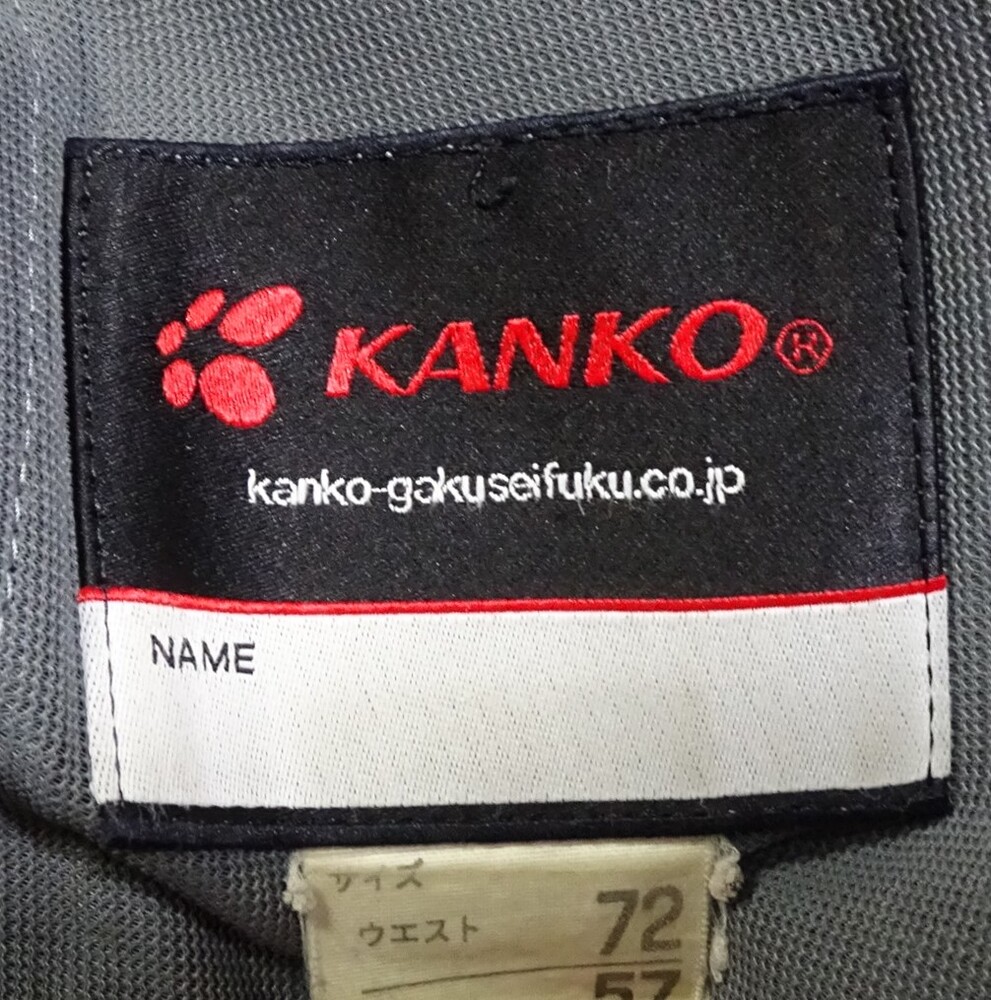 KANKO®
kanko-gakuseifuku.co.jp
NAME
サイズ
ウエスト 72
57